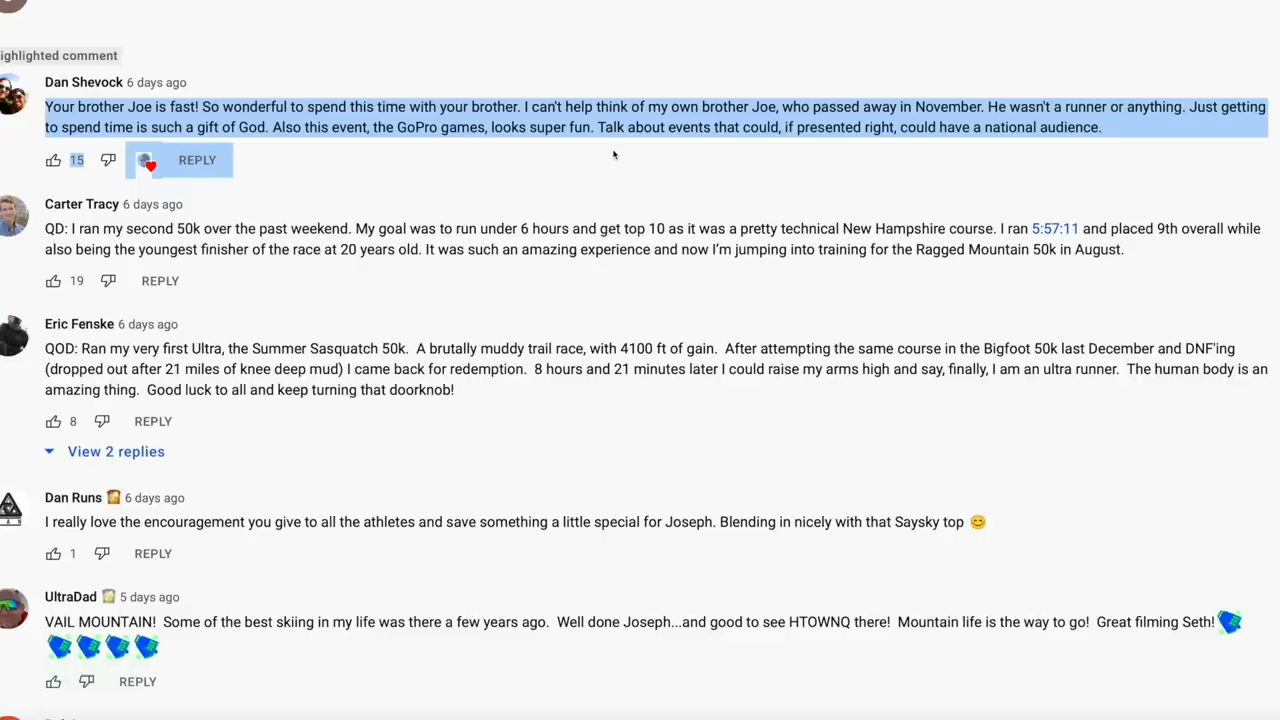 ighlighted comment
Dan Shevock 6 days ago
Your brother Joe is fast! So wonderful to spend this time with your brother. I can't help think of my own brother Joe, who passed away in November. He wasn't a runner or anything. Just getting
to spend time is such a gift of God. Also this event, the GoPro games, looks super fun. Talk about events that could, if presented right, could have a national audience.
15 REPLY
Carter Tracy 6 days ago
QD: I ran my second 50k over the past weekend. My goal was to run under 6 hours and get top 10 as it was a pretty technical New Hampshire course. I ran 5:57:11 and placed 9th overall while
also being the youngest finisher of the race at 20 years old. It was such an amazing experience and now I'm jumping into training for the Ragged Mountain 50k in August.
19 REPLY
Eric Fenske 6 days ago
QOD: Ran my very first Ultra, the Summer Sasquatch 50k. A brutally muddy trail race, with 4100 ft of gain. After attempting the same course in the Bigfoot 50k last December and DNF'ing
(dropped out after 21 miles of knee deep mud) I came back for redemption. 8 hours and 21 minutes later I could raise my arms high and say, finally, I am an ultra runner. The human body is an
amazing thing. Good luck to all and keep turning that doorknob!
8 REPLY
View 2 replies
Dan Runs 6 days ago
I really love the encouragement you give to all the athletes and save something a little special for Joseph. Blending in nicely with that Saysky top 😊
1 REPLY
UltraDad 5 days ago
VAIL MOUNTAIN! Some of the best skiing in my life was there a few years ago. Well done Joseph...and good to see HTOWNQ there! Mountain life is the way to go! Great filming Seth!
REPLY